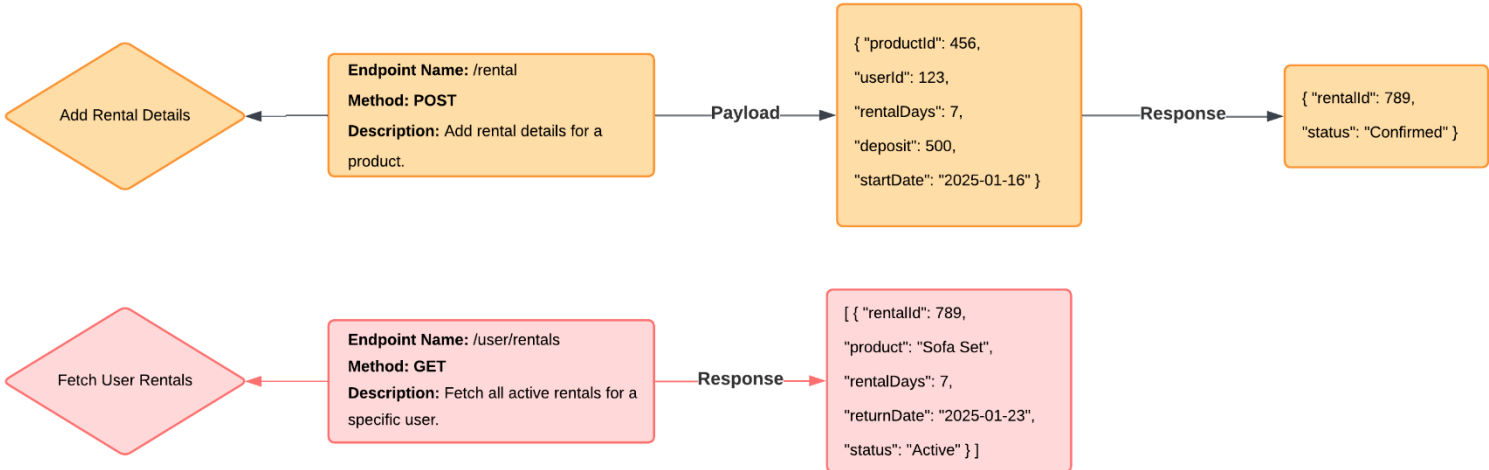 Add Rental Details
Endpoint Name: /rental
Method: POST
Description: Add rental details for a
product.
Payload
{ "productId": 456,
"userId": 123,
"rentalDays": 7,
"deposit": 500,
"startDate": "2025-01-16" }
Response
{ "rentalId": 789,
"status": "Confirmed" }
Fetch User Rentals
Endpoint Name: /user/rentals
Method: GET
Description: Fetch all active rentals for a
specific user.
Response
[ { "rentalId": 789,
"product": "Sofa Set",
"rentalDays": 7,
"returnDate": "2025-01-23",
"status": "Active" } ]